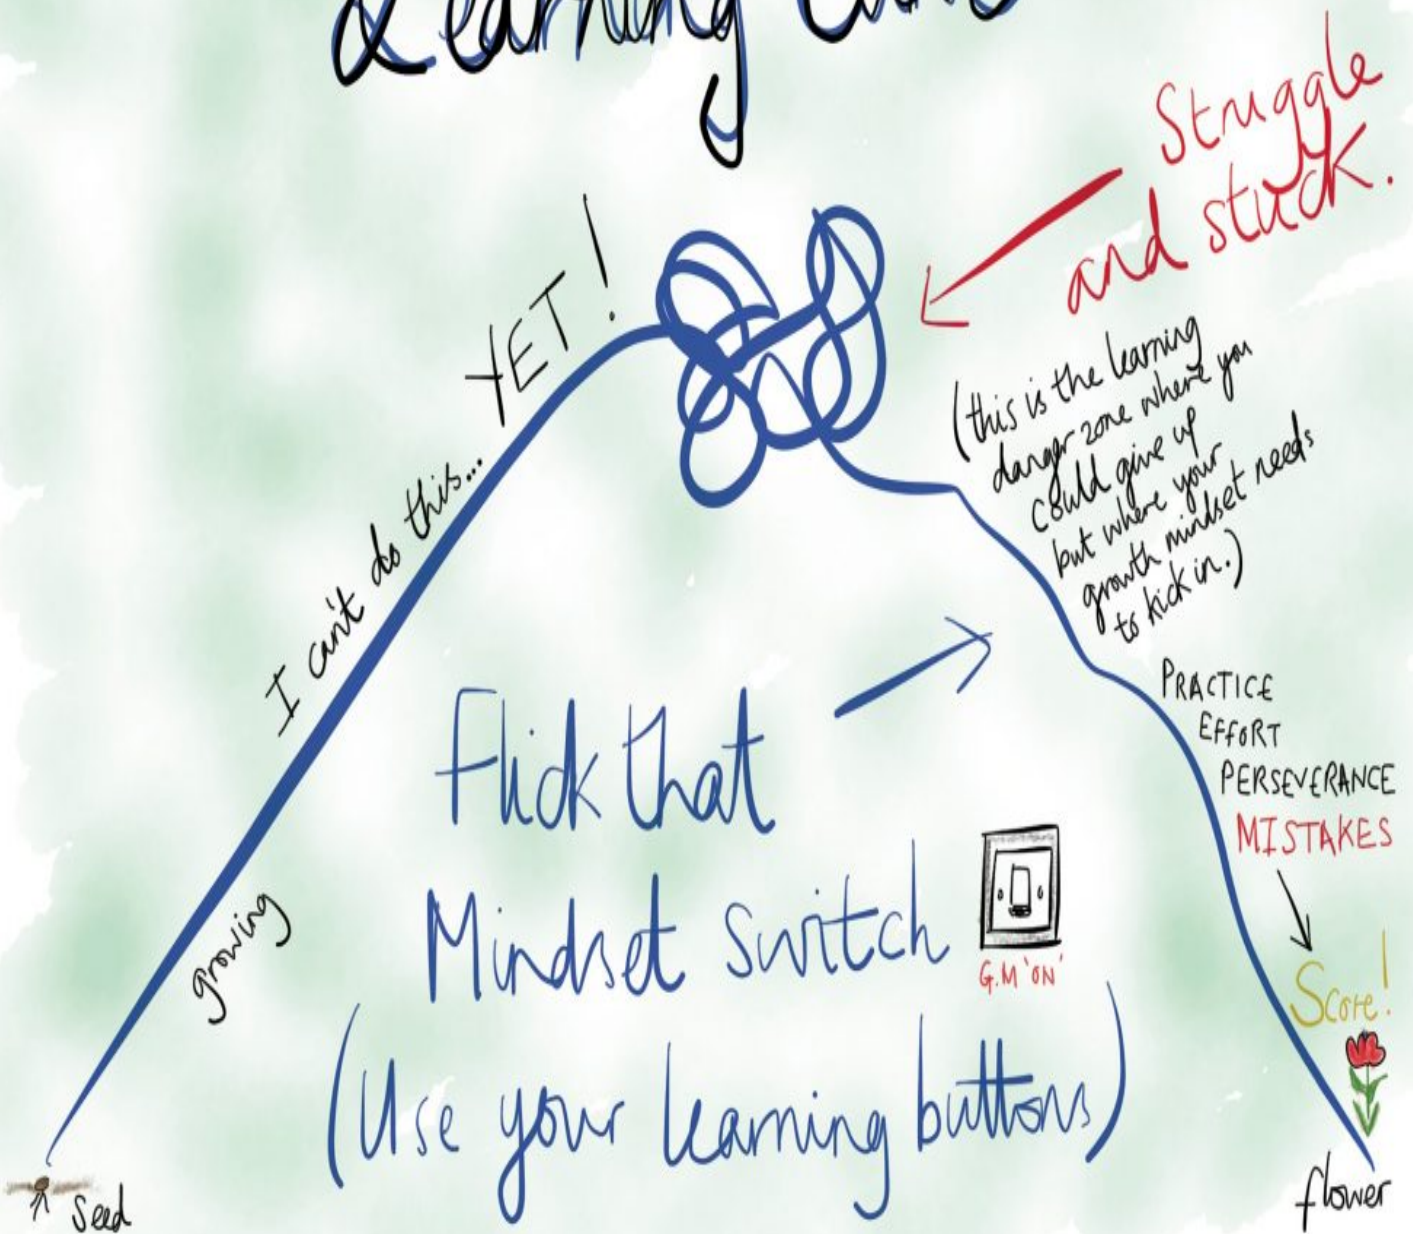 Learning
Struggle
and stuck.
YET!
I can't do this...
(this is the learning
danger zone where you
could give up
but where your
growth mindset needs
to kick in.)
PRACTICE
EFFORT
PERSEVERANCE
MISTAKES
Flick that
Mindset Switch
G.M 'ON'
growing
Score!
(Use your learning buttons)
seed
flower